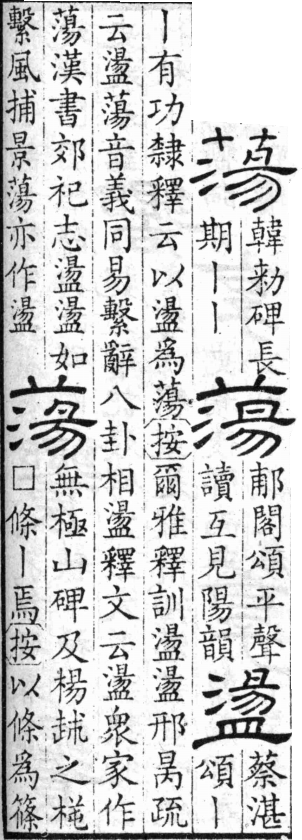 蕩
韓勑碑長
期丨丨
蕩
郙閣頌平聲
讀互見陽韻
盪
蔡湛
頌丨
丨有功隸釋云以盪爲蕩按爾雅釋訓盪盪邢昺疏
云盪蕩音義同易繫辭八卦相盪釋文云盪衆家作
蕩漢書郊祀志盪盪如
繫風捕景蕩亦作盪
蕩
無極山碑及楊越之
□條丨焉按以條爲篠